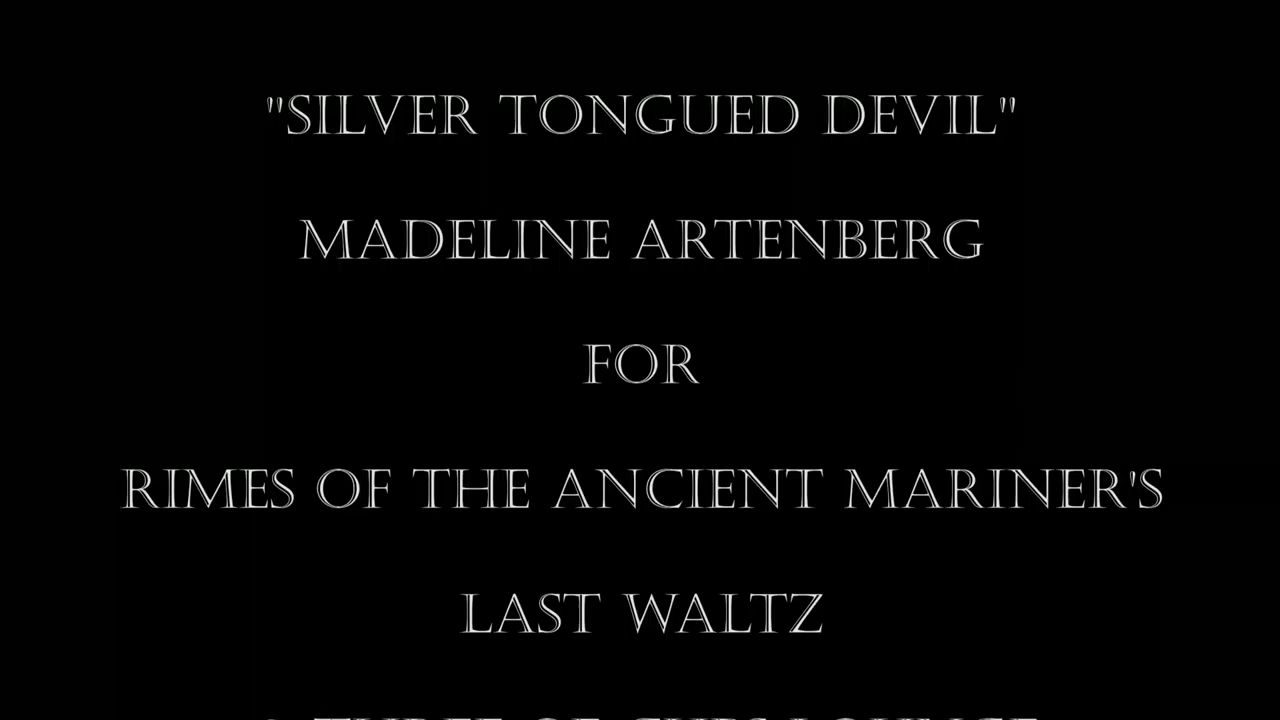 "SILVER TONGUED DEVIL"
MADELINE ARTENBERG
FOR
RIMES OF THE ANCIENT MARINER'S
LAST WALTZ